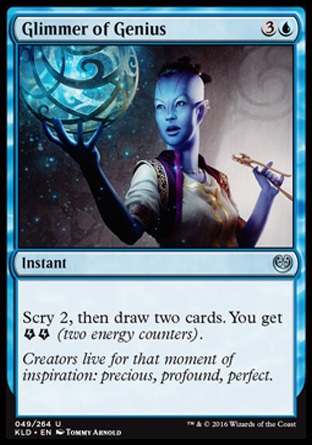 Glimmer of Genius 3
Instant
Scry 2, then draw two cards. You get
(two energy counters).
Creators live for that moment of
inspiration: precious, profound, perfect.
049/264 U
KLD • EN Tommy Arnold
™ & © 2016 Wizards of the Coast